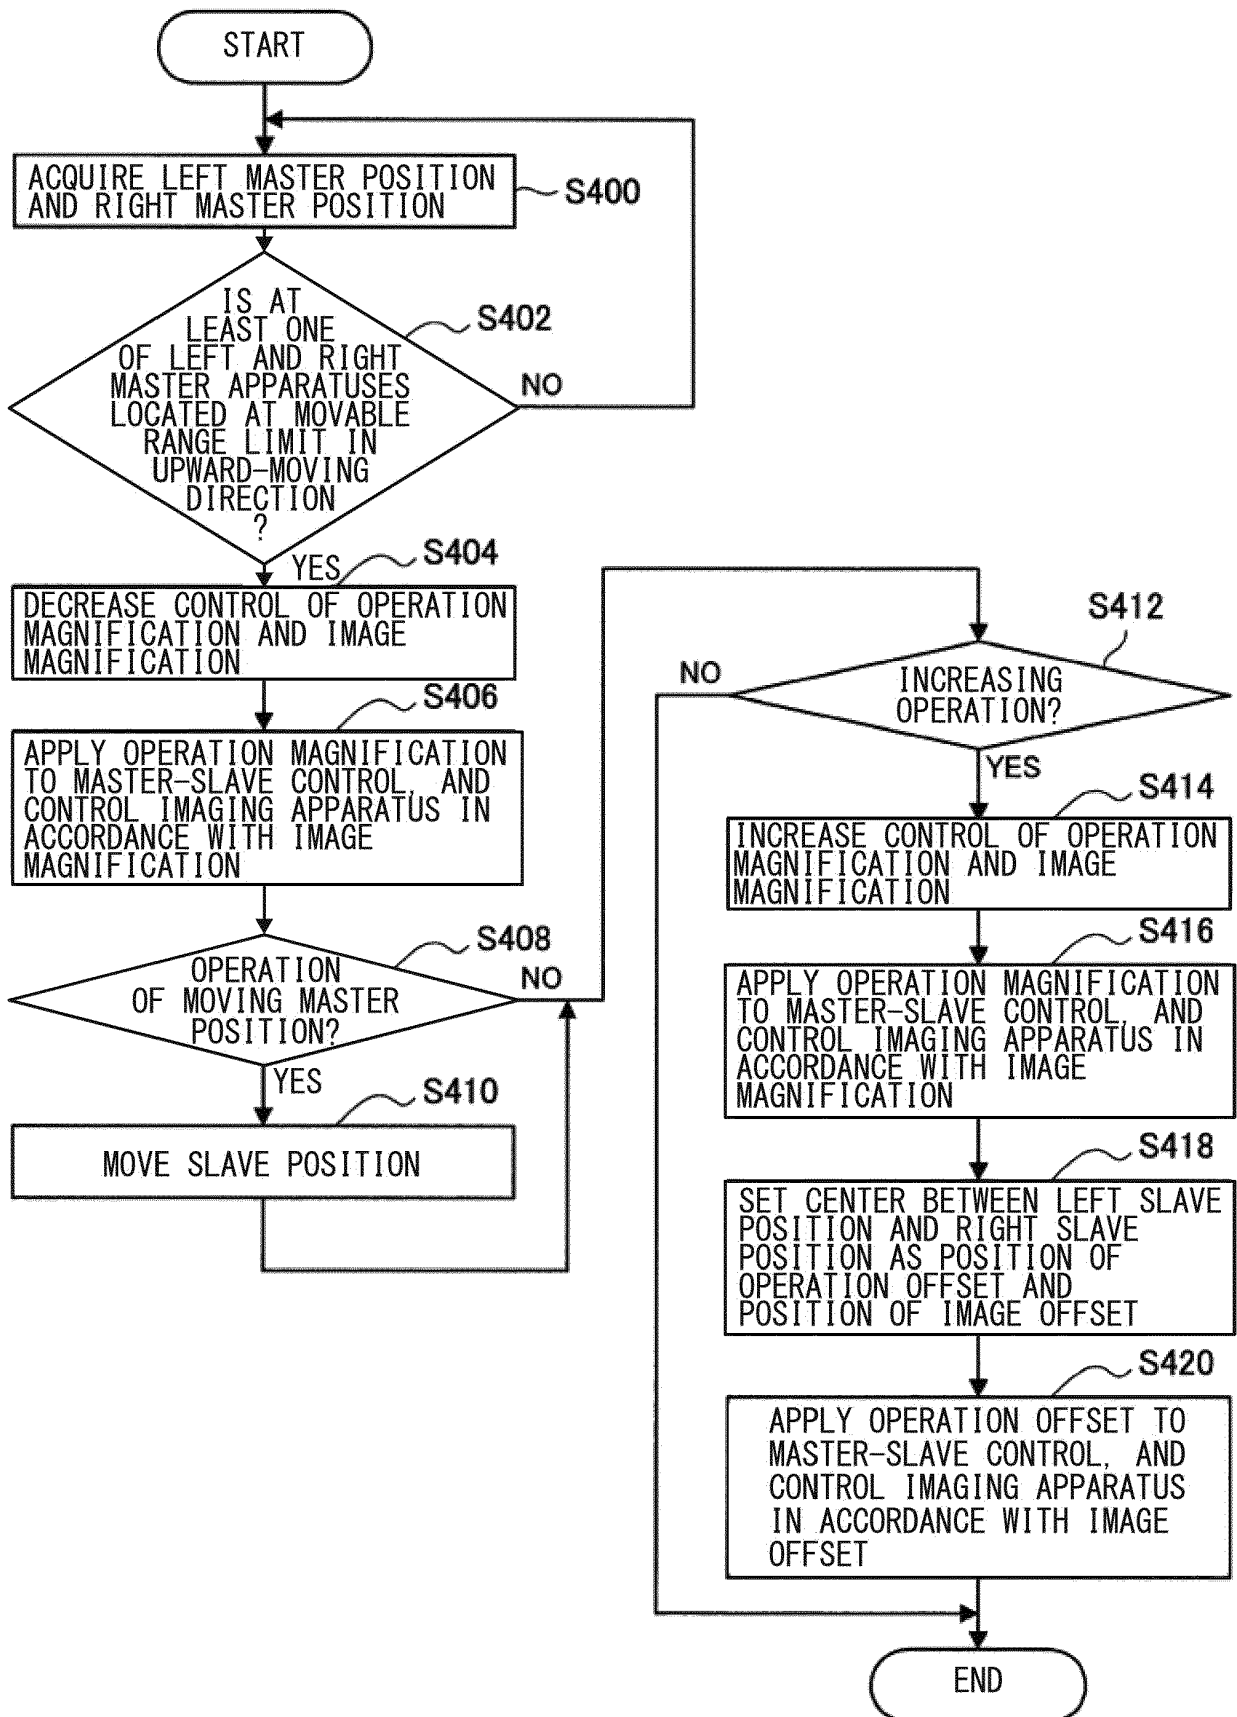 START
ACQUIRE LEFT MASTER POSITION
AND RIGHT MASTER POSITION
S400
IS AT
LEAST ONE
OF LEFT AND RIGHT
MASTER APPARATUSES
LOCATED AT MOVABLE
RANGE LIMIT IN
UPWARD-MOVING
DIRECTION
?
S402
NO
YES
S404
DECREASE CONTROL OF OPERATION
MAGNIFICATION AND IMAGE
MAGNIFICATION
S406
APPLY OPERATION MAGNIFICATION
TO MASTER-SLAVE CONTROL, AND
CONTROL IMAGING APPARATUS IN
ACCORDANCE WITH IMAGE
MAGNIFICATION
S408
OPERATION
OF MOVING MASTER
POSITION?
NO
YES
S410
MOVE SLAVE POSITION
S412
INCREASING
OPERATION?
NO
YES
S414
INCREASE CONTROL OF OPERATION
MAGNIFICATION AND IMAGE
MAGNIFICATION
S416
APPLY OPERATION MAGNIFICATION
TO MASTER-SLAVE CONTROL, AND
CONTROL IMAGING APPARATUS IN
ACCORDANCE WITH IMAGE
MAGNIFICATION
S418
SET CENTER BETWEEN LEFT SLAVE
POSITION AND RIGHT SLAVE
POSITION AS POSITION OF
OPERATION OFFSET AND
POSITION OF IMAGE OFFSET
S420
APPLY OPERATION OFFSET TO
MASTER-SLAVE CONTROL, AND
CONTROL IMAGING APPARATUS
IN ACCORDANCE WITH IMAGE
OFFSET
END